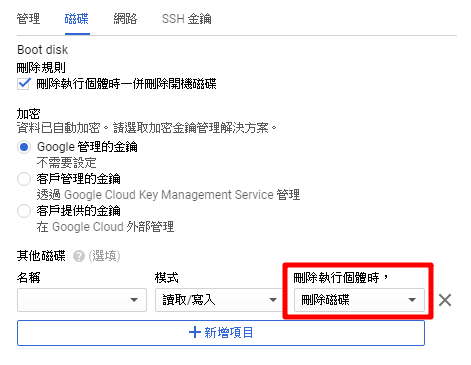 管理 磁碟 網路 SSH 金鑰
Boot disk
刪除規則
刪除執行個體時一併刪除開機磁碟
加密
資料已自動加密。請選取加密金鑰管理解決方案。
Google 管理的金鑰
不需要設定
客戶管理的金鑰
透過 Google Cloud Key Management Service 管理
客戶提供的金鑰
在 Google Cloud 外部管理
其他磁碟 ? (選填)
名稱 模式 刪除執行個體時，
讀取/寫入 刪除磁碟
+ 新增項目